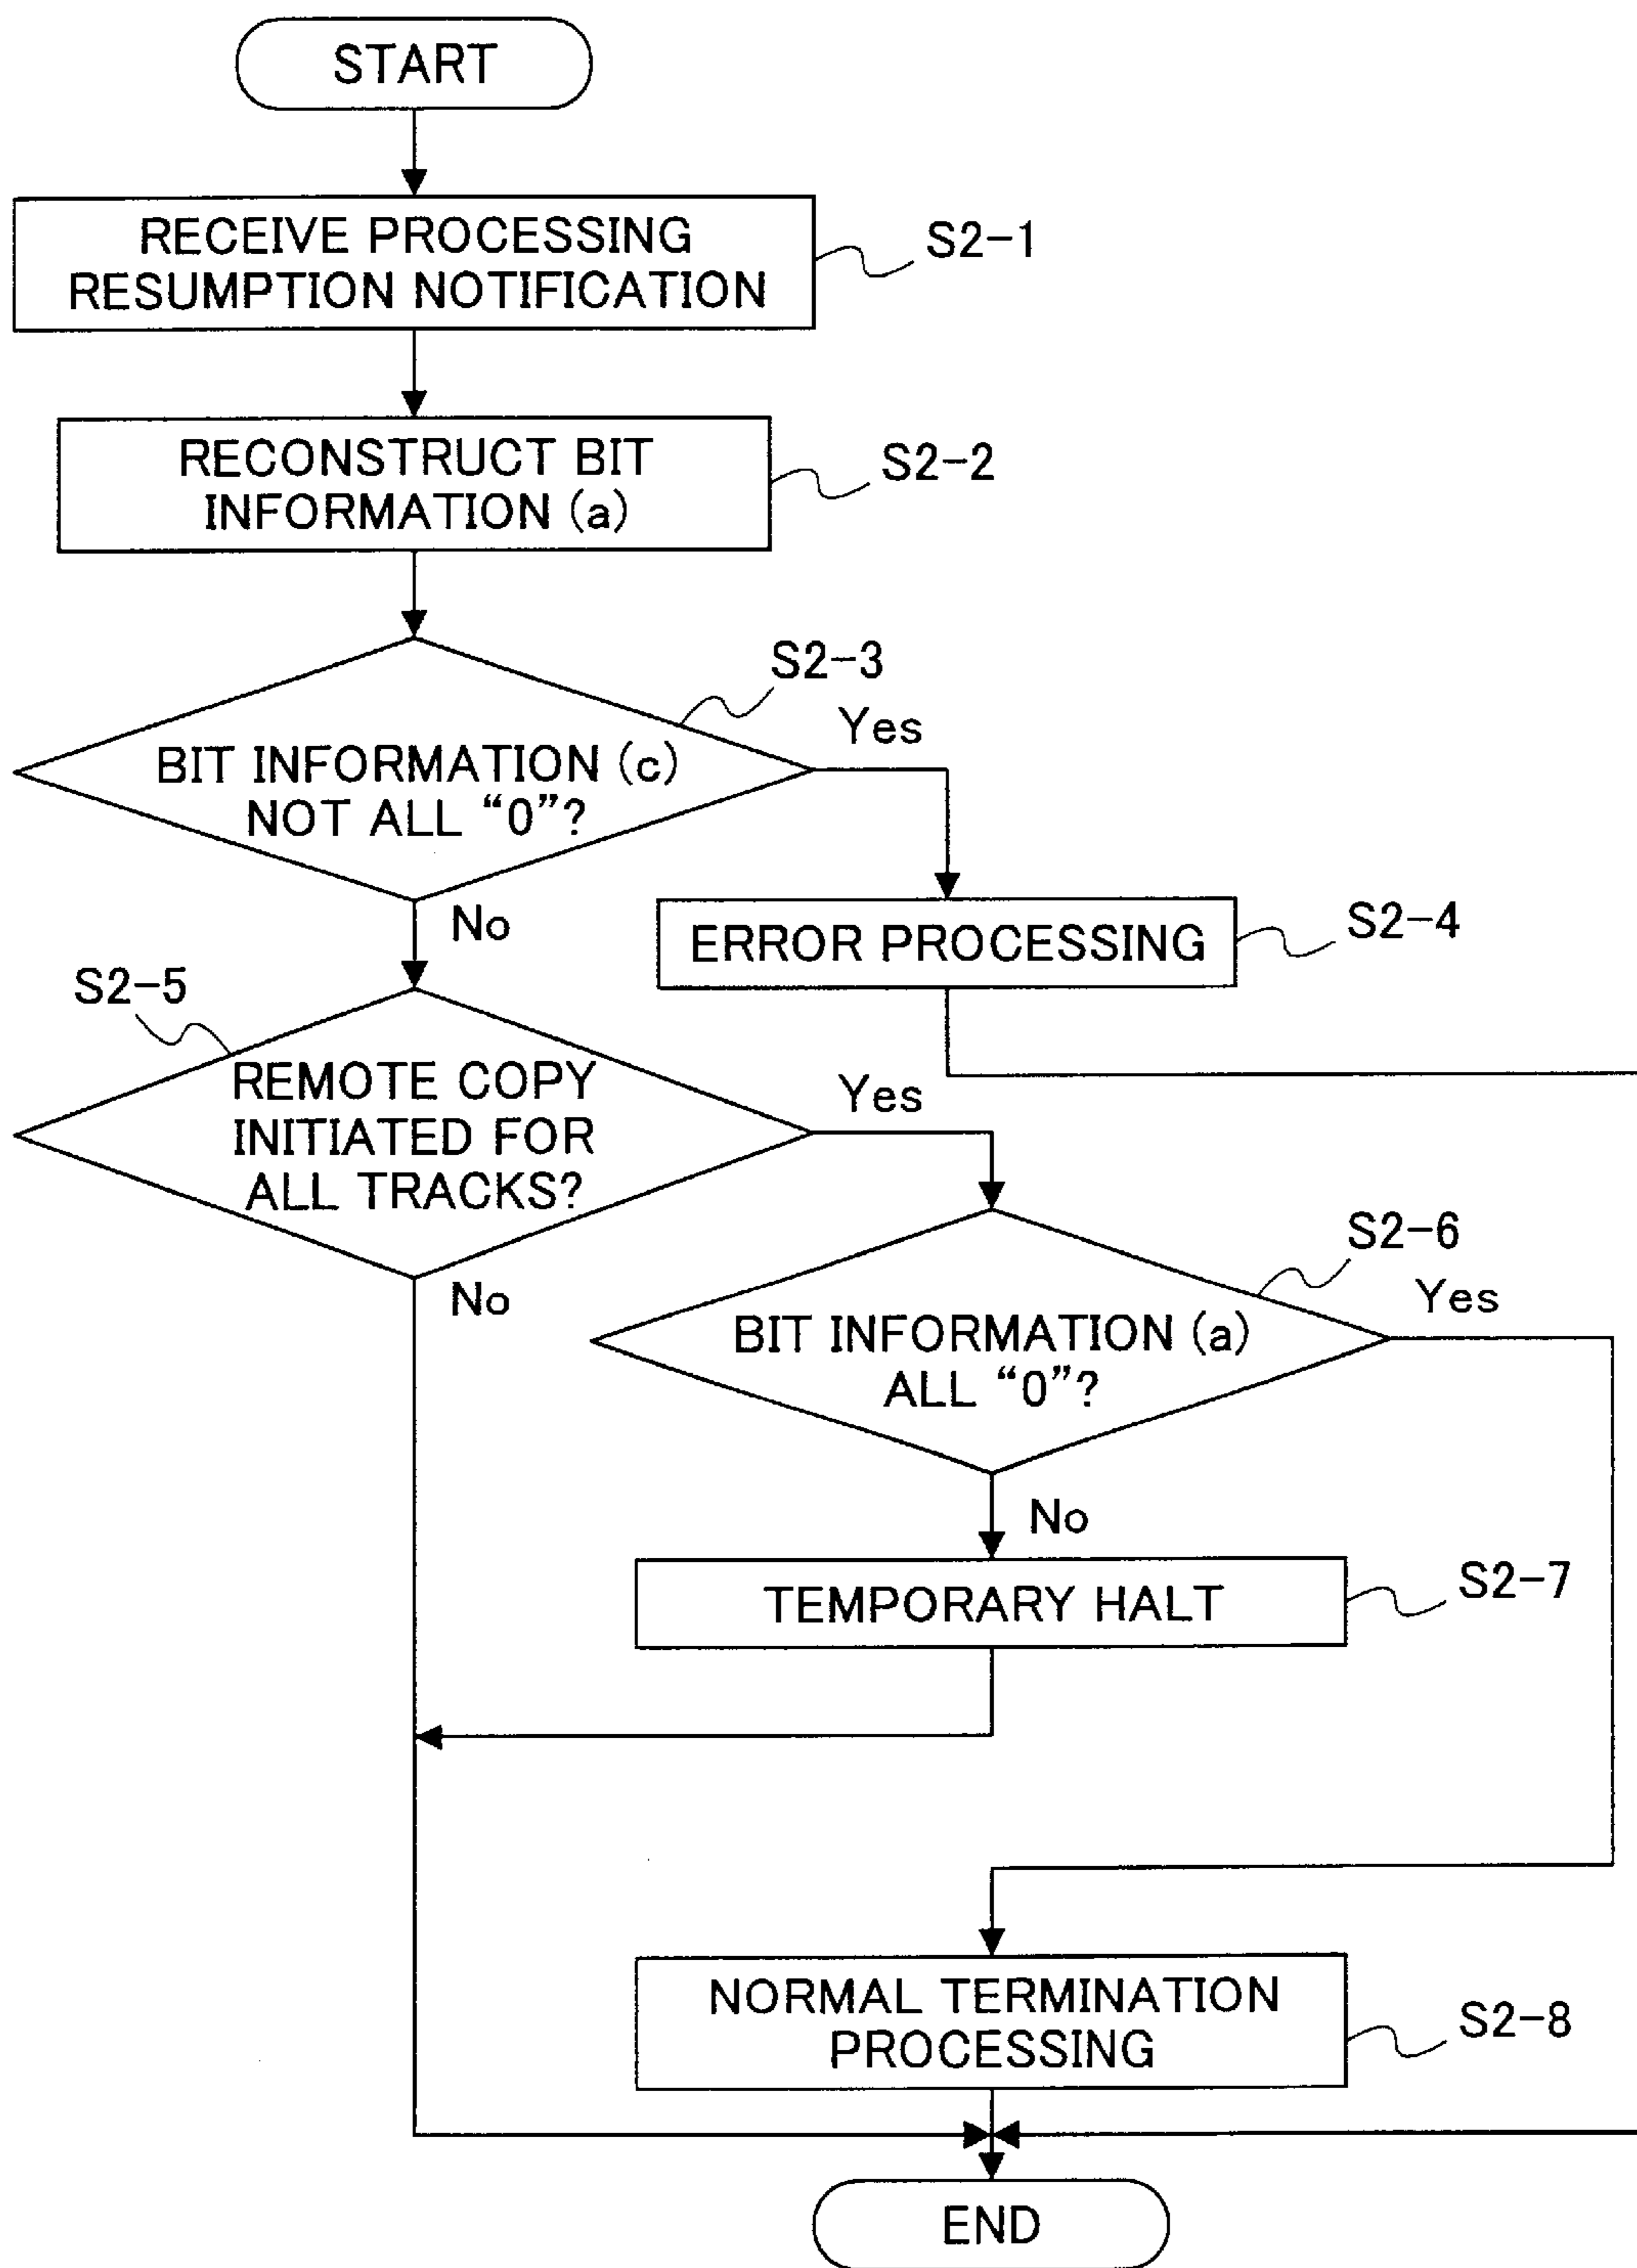 START
RECEIVE PROCESSING
RESUMPTION NOTIFICATION
S2-1
RECONSTRUCT BIT
INFORMATION (a)
S2-2
S2-3
BIT INFORMATION (c)
NOT ALL “0”?
Yes
No
ERROR PROCESSING
S2-4
S2-5
REMOTE COPY
INITIATED FOR
ALL TRACKS?
Yes
No
S2-6
BIT INFORMATION (a)
ALL “0”?
Yes
No
TEMPORARY HALT
S2-7
NORMAL TERMINATION
PROCESSING
S2-8
END